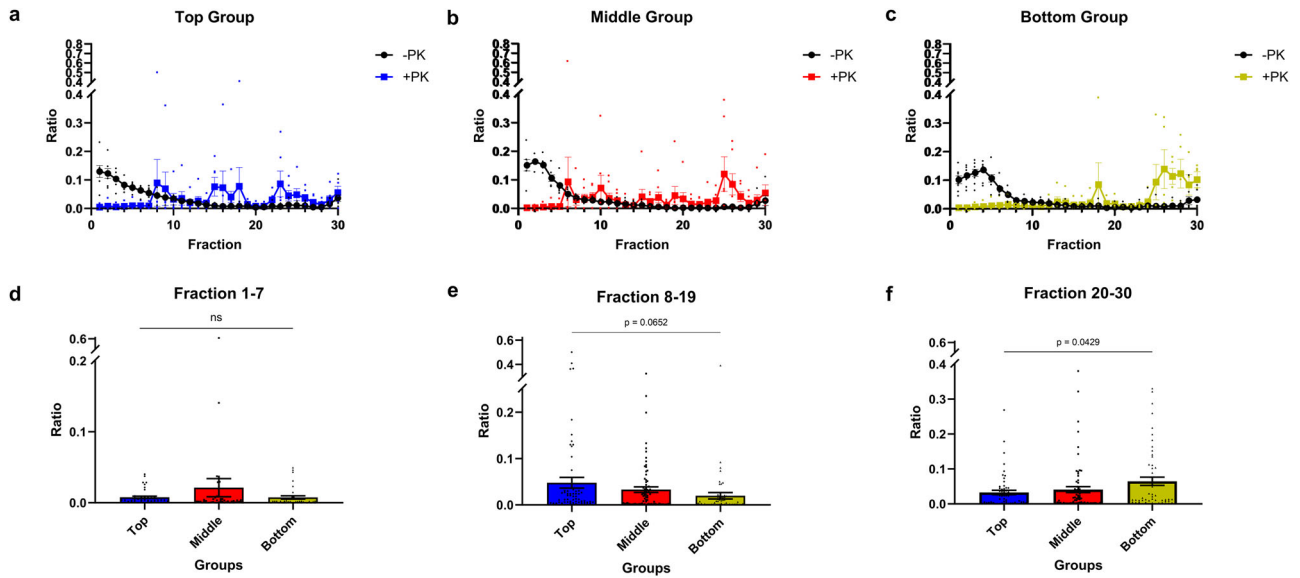 a
Top Group
0.8
0.7
0.6
0.5
0.4
0.4
0.3
0.2
0.1
0.0
Ratio
0
10
20
30
Fraction
-PK
+PK
b
Middle Group
0.8
0.7
0.6
0.5
0.4
0.4
0.3
0.2
0.1
0.0
Ratio
0
10
20
30
Fraction
-PK
+PK
c
Bottom Group
0.8
0.7
0.6
0.5
0.4
0.4
0.3
0.2
0.1
0.0
Ratio
0
10
20
30
Fraction
-PK
+PK
d
Fraction 1-7
ns
0.6
0.2
0.1
0.0
Ratio
Top
Middle
Bottom
Groups
e
Fraction 8-19
p = 0.0652
0.6
0.4
0.2
0.1
0.0
Ratio
Top
Middle
Bottom
Groups
f
Fraction 20-30
p = 0.0429
0.6
0.4
0.3
0.2
0.1
0.0
Ratio
Top
Middle
Bottom
Groups